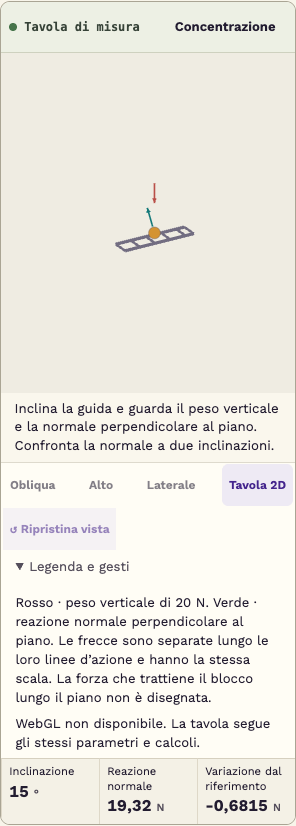 Tavola di misura Concentrazione
Inclina la guida e guarda il peso verticale
e la normale perpendicolare al piano.
Confronta la normale a due inclinazioni.
Obliqua Alto Laterale Tavola 2D
↺ Ripristina vista
▼ Legenda e gesti
Rosso · peso verticale di 20 N. Verde ·
reazione normale perpendicolare al
piano. Le frecce sono separate lungo le
loro linee d’azione e hanno la stessa
scala. La forza che trattiene il blocco
lungo il piano non è disegnata.
WebGL non disponibile. La tavola segue
gli stessi parametri e calcoli.
Inclinazione
15 °
Reazione
normale
19,32 N
Variazione dal
riferimento
-0,6815 N